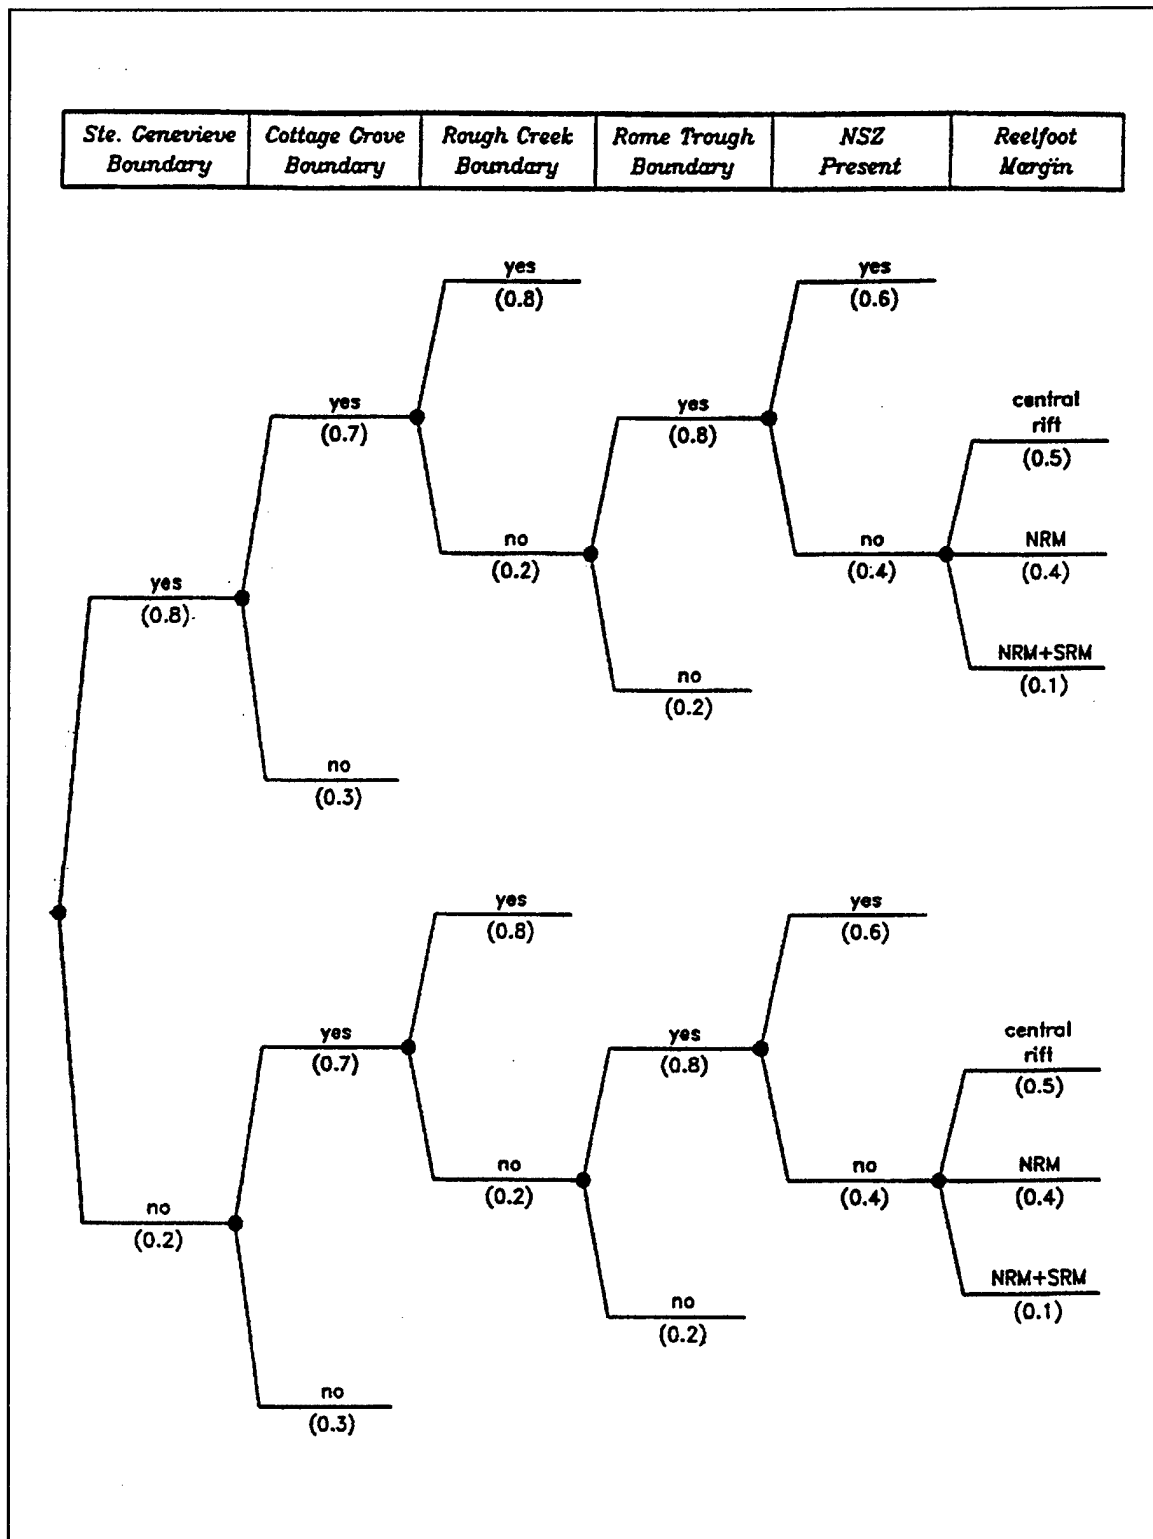 Ste. Genevieve Boundary
Cottage Grove Boundary
Rough Creek Boundary
Rome Trough Boundary
NSZ Present
Reelfoot Margin
yes
(0.8)
yes
(0.6)
yes
(0.7)
yes
(0.8)
central
rift
(0.5)
no
(0.2)
no
(0.4)
NRM
(0.4)
yes
(0.8)
NRM+SRM
(0.1)
no
(0.2)
no
(0.3)
yes
(0.8)
yes
(0.6)
yes
(0.7)
yes
(0.8)
central
rift
(0.5)
no
(0.2)
no
(0.4)
NRM
(0.4)
no
(0.2)
NRM+SRM
(0.1)
no
(0.2)
no
(0.3)